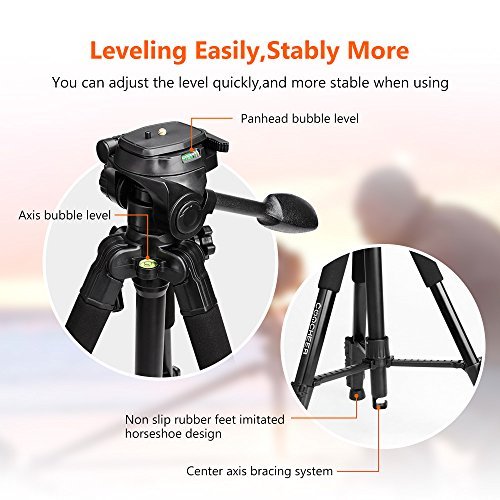 Leveling Easily,Stably More
You can adjust the level quickly,and more stable when using
Panhead bubble level
Axis bubble level
CONCHEER
Non slip rubber feet imitated
horseshoe design
Center axis bracing system